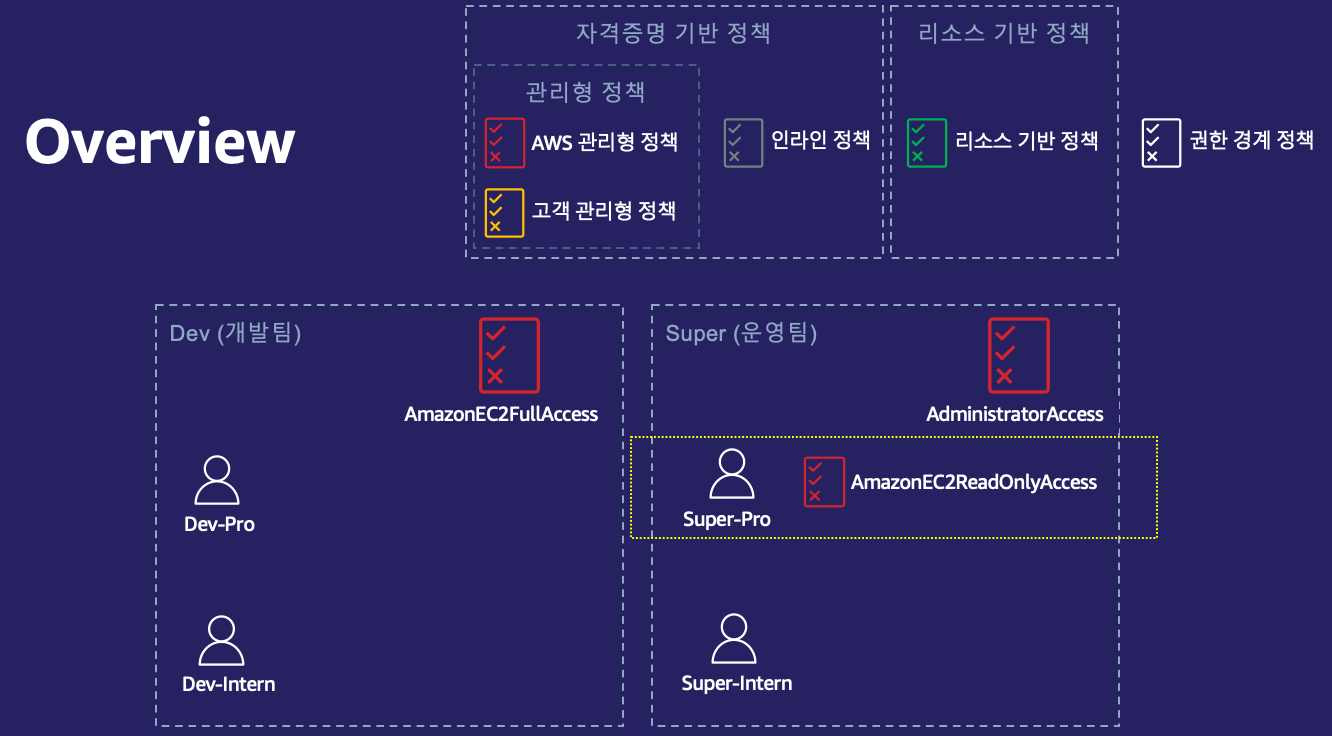 자격증명 기반 정책
리소스 기반 정책
관리형 정책
Overview
AWS 관리형 정책
인라인 정책
리소스 기반 정책
권한 경계 정책
고객 관리형 정책
Dev (개발팀)
AmazonEC2FullAccess
Super (운영팀)
AdministratorAccess
Dev-Pro
Super-Pro
AmazonEC2ReadOnlyAccess
Dev-Intern
Super-Intern